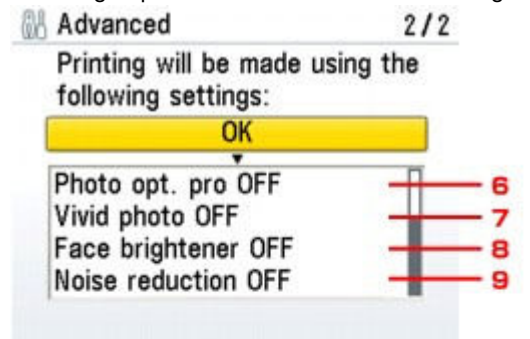 Advanced 2/2
Printing will be made using the
following settings:
OK
Photo opt. pro OFF 6
Vivid photo OFF 7
Face brightener OFF 8
Noise reduction OFF 9